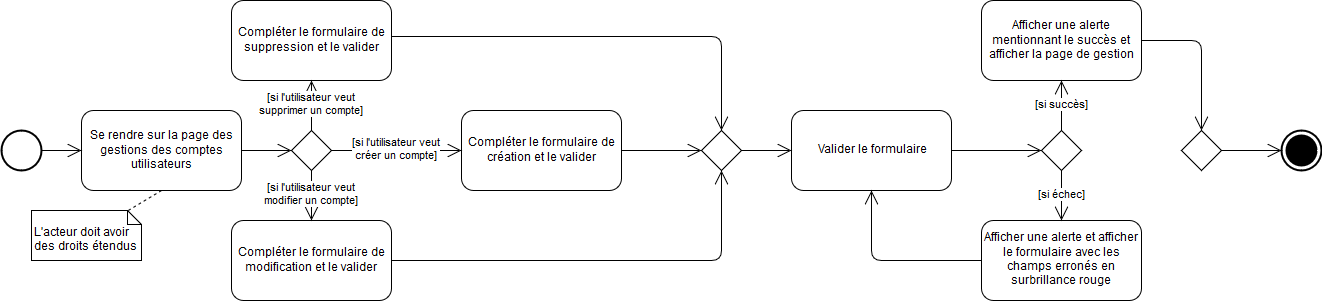 Compléter le formulaire de
suppression et le valider
Afficher une alerte
mentionnant le succès et
afficher la page de gestion
[si l'utilisateur veut
supprimer un compte]
[si succès]
Se rendre sur la page des
gestions des comptes
utilisateurs
[si l'utilisateur veut
créer un compte]
Compléter le formulaire de
création et le valider
Valider le formulaire
[si l'utilisateur veut
modifier un compte]
[si échec]
L'acteur doit avoir
des droits étendus
Compléter le formulaire de
modification et le valider
Afficher une alerte et afficher
le formulaire avec les
champs erronés en
surbrillance rouge